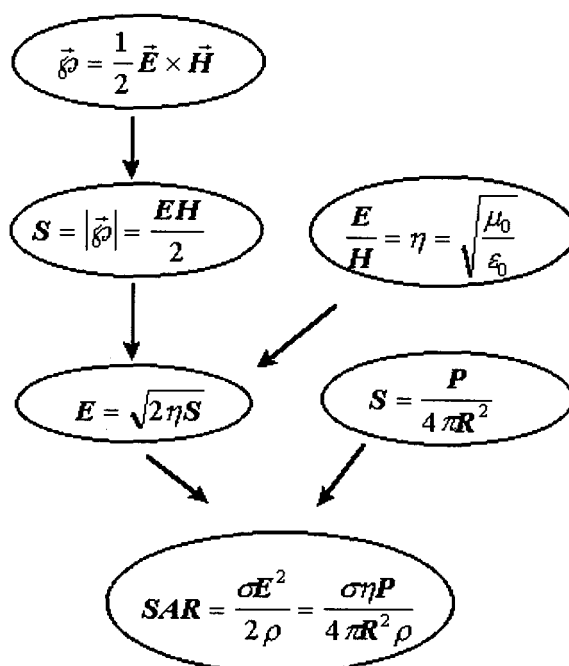 ℘⃗ = 1/2 E⃗ × H⃗
S = |℘⃗| = EH/2
E/H = η = √(μ₀/ε₀)
E = √(2ηS)
S = P/(4πR²)
SAR = σE²/(2ρ) = σηP/(4πR²ρ)